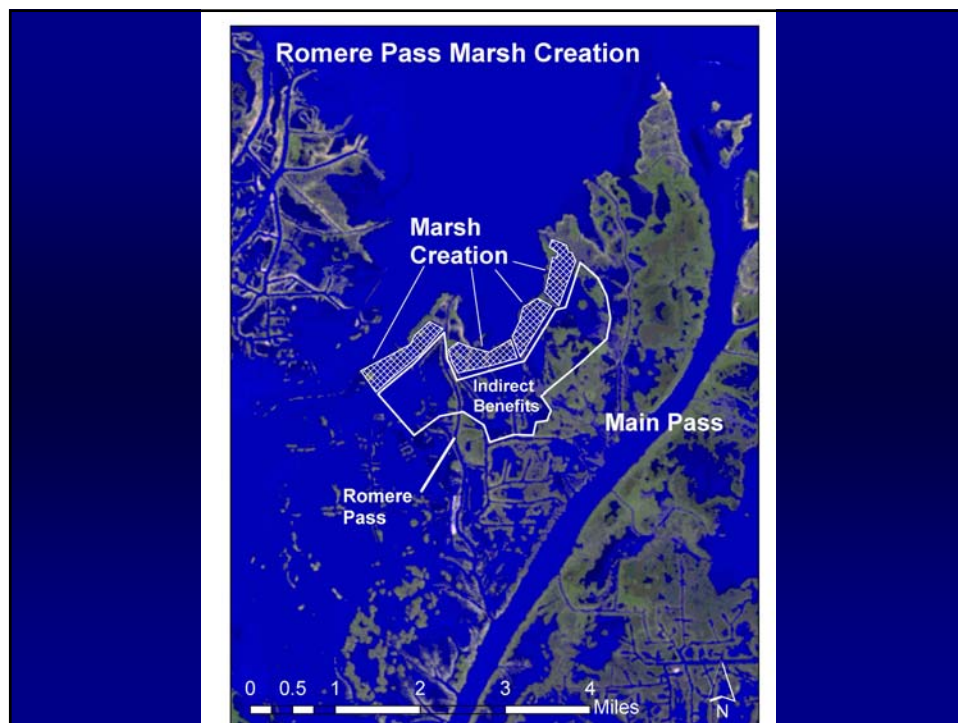 Romere Pass Marsh Creation
Marsh
Creation
Indirect
Benefits
Main Pass
Romere
Pass
0 0.5 1 2 3 4
Miles
N